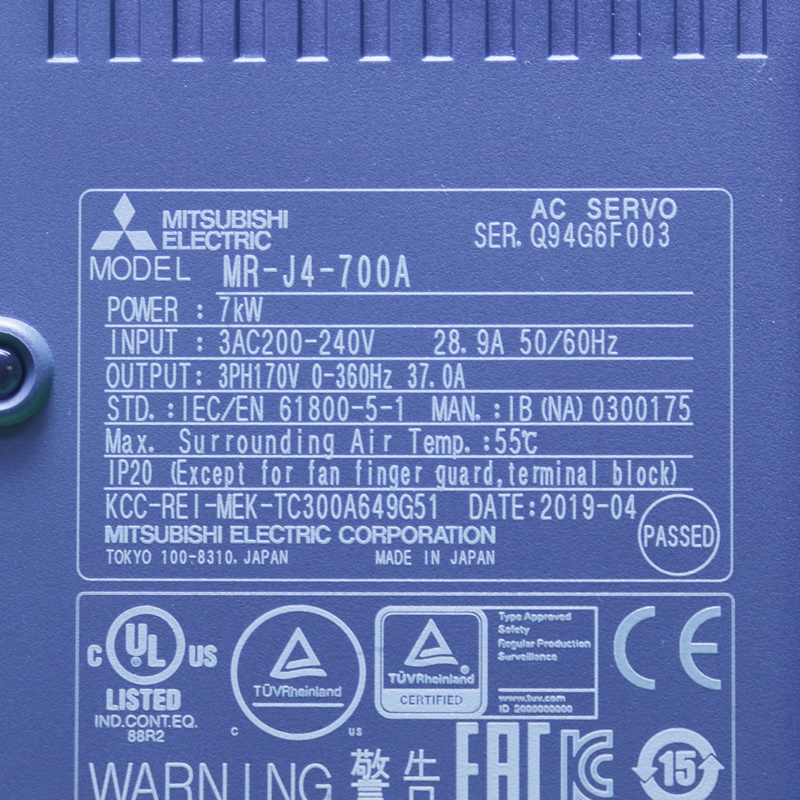 MITSUBISHI ELECTRIC
AC SERVO
SER. Q94G6F003
MODEL MR-J4-700A
POWER : 7kW
INPUT : 3AC200-240V 28.9A 50/60Hz
OUTPUT: 3PH170V 0-360Hz 37.0A
STD.:IEC/EN 61800-5-1 MAN.:IB(NA)0300175
Max. Surrounding Air Temp.:55℃
IP20 (Except for fan finger guard,terminal block)
KCC-REI-MEK-TC300A649G51 DATE:2019-04
MITSUBISHI ELECTRIC CORPORATION
TOKYO 100-8310, JAPAN MADE IN JAPAN
PASSED
C UL US
LISTED
IND.CONT.EQ.
88R2
TÜVRheinland
C US
TÜVRheinland®
CERTIFIED
Type Approved
Safety
Regular Production
Surveillance
www.tuv.com
ID 2000000000
CE
WARNING 警告
EAC
KC
15